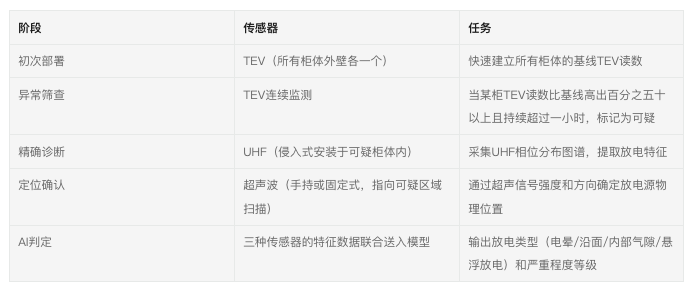 阶段 传感器 任务
初次部署 TEV（所有柜体外壁各一个） 快速建立所有柜体的基线TEV读数
异常筛查 TEV连续监测 当某柜TEV读数比基线高出百分之五十
以上且持续超过一小时，标记为可疑
精确诊断 UHF（侵入式安装于可疑柜体内） 采集UHF相位分布图谱，提取放电特征
定位确认 超声波（手持或固定式，指向可疑区域 通过超声信号强度和方向确定放电源物
扫描） 理位置
AI判定 三种传感器的特征数据联合送入模型 输出放电类型（电晕/沿面/内部气隙/悬
浮放电）和严重程度等级